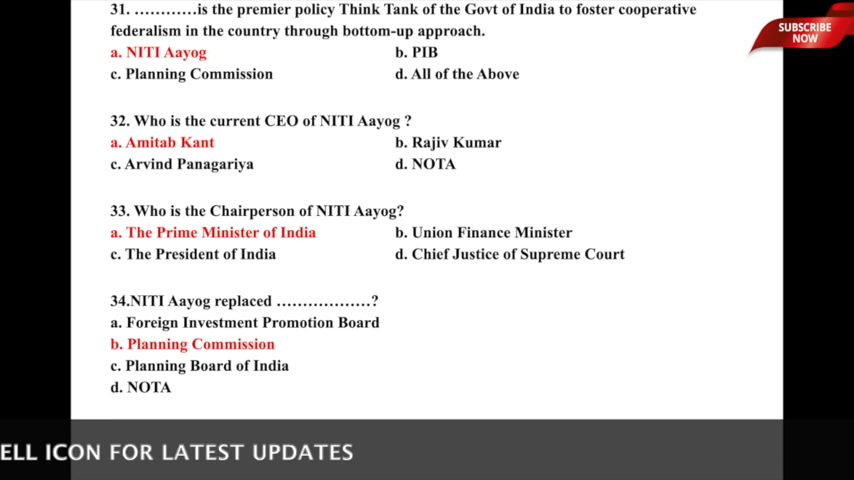 31. …………is the premier policy Think Tank of the Govt of India to foster cooperative
federalism in the country through bottom-up approach.
a. NITI Aayog b. PIB
c. Planning Commission d. All of the Above
SUBSCRIBE
NOW
32. Who is the current CEO of NITI Aayog ?
a. Amitab Kant b. Rajiv Kumar
c. Arvind Panagariya d. NOTA
33. Who is the Chairperson of NITI Aayog?
a. The Prime Minister of India b. Union Finance Minister
c. The President of India d. Chief Justice of Supreme Court
34.NITI Aayog replaced ………………?
a. Foreign Investment Promotion Board
b. Planning Commission
c. Planning Board of India
d. NOTA
ELL ICON FOR LATEST UPDATES